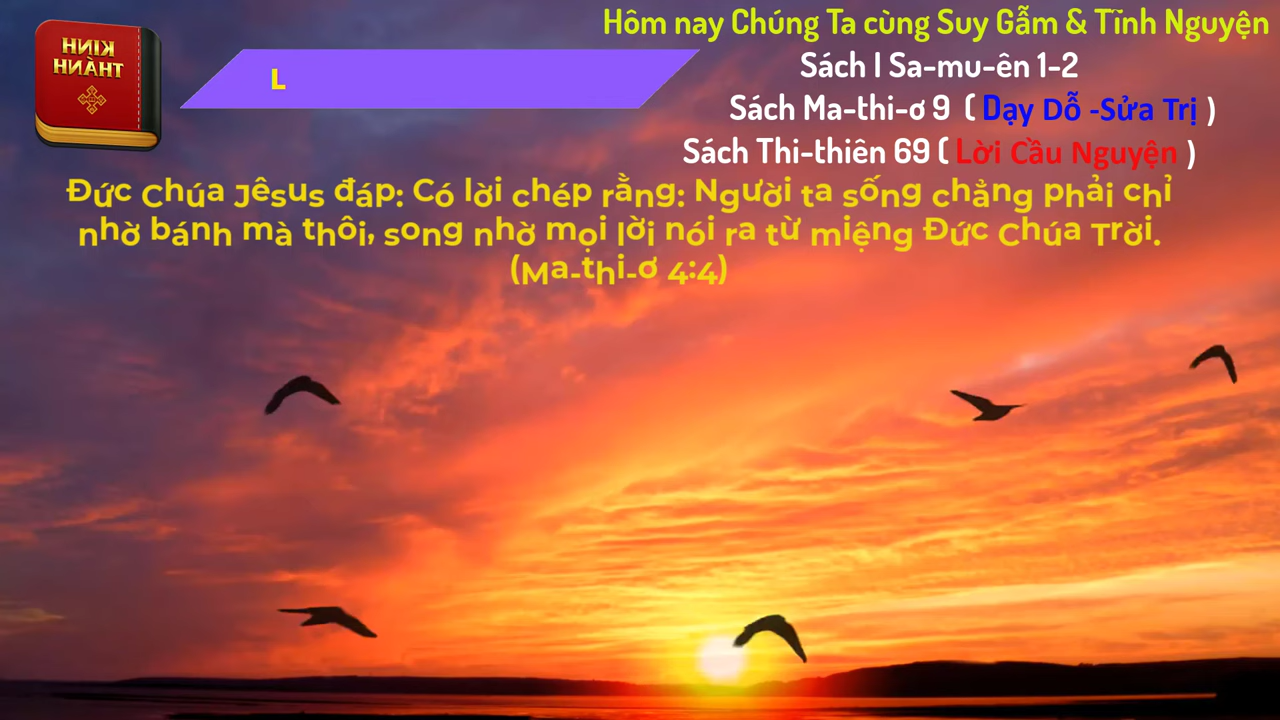 Hôm nay Chúng Ta cùng Suy Gẫm & Tĩnh Nguyện
KINH
THÀNH
L
Sách I Sa-mu-ên 1-2
Sách Ma-thi-ơ 9 ( Dạy Dỗ -Sửa Trị )
Sách Thi-thiên 69 ( Lời Cầu Nguyện )
Đức Chúa Jêsus đáp: Có lời chép rằng: Người ta sống chẳng phải chỉ
nhờ bánh mà thôi, song nhờ mọi lời nói ra từ miệng Đức Chúa Trời.
(Ma-thi-ơ 4:4)